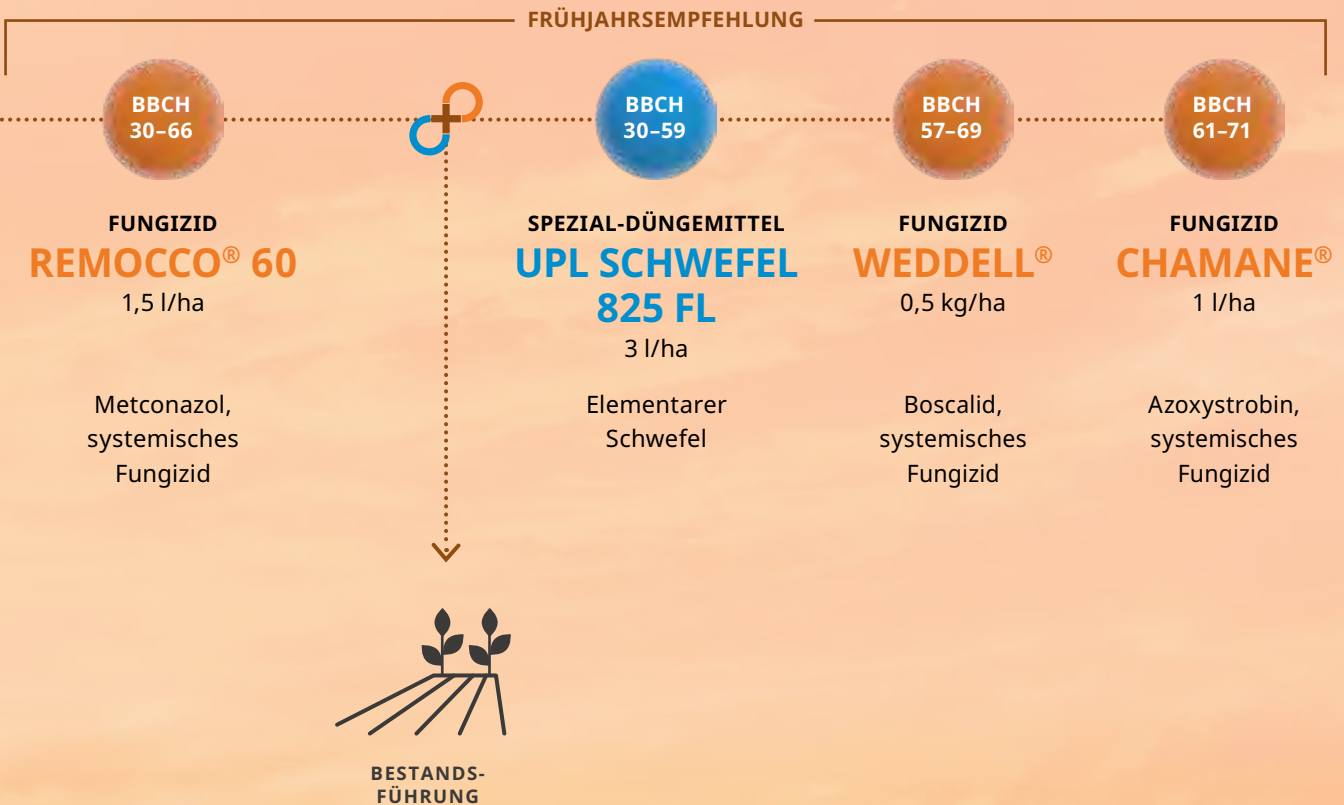 FRÜHJAHRSEMPFEHLUNG
BBCH
30–66
FUNGIZID
REMOCCO® 60
1,5 l/ha
Metconazol,
systemisches
Fungizid
BBCH
30–59
SPEZIAL-DÜNGEMITTEL
UPL SCHWEFEL
825 FL
3 l/ha
Elementarer
Schwefel
BBCH
57–69
FUNGIZID
WEDDELL®
0,5 kg/ha
Boscalid,
systemisches
Fungizid
BBCH
61–71
FUNGIZID
CHAMANE®
1 l/ha
Azoxystrobin,
systemisches
Fungizid
BESTANDS-
FÜHRUNG